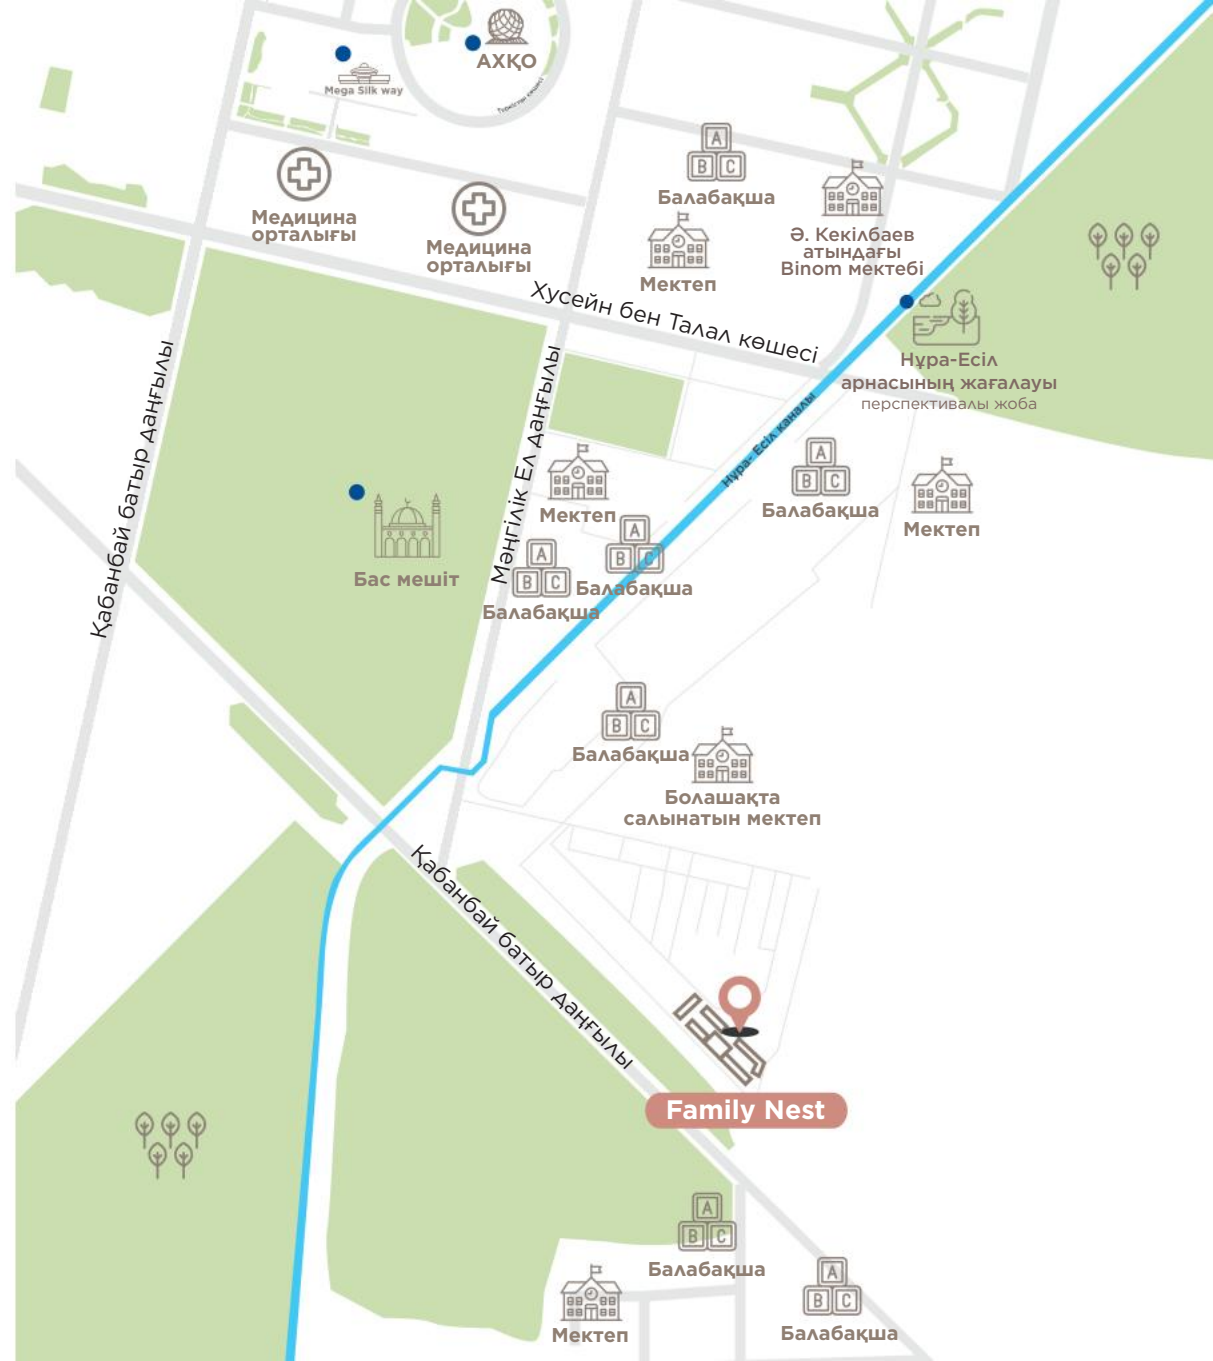 АХҚО
Mega Silk way
Түркістан көшесі
Балабақша
Медицина
орталығы
Медицина
орталығы
Мектеп
Ә. Кекілбаев
атындағы
Binom мектебі
Хусейн бен Талал көшесі
Нұра-Есіл
арнасының жағалауы
перспективалы жоба
Қабанбай батыр даңғылы
Мәңгілік Ел даңғылы
Нұра- Есіл каналы
Мектеп
Балабақша
Мектеп
Бас мешіт
Балабақша
Балабақша
Балабақша
Болашақта
салынатын мектеп
Қабанбай батыр даңғылы
Family Nest
Балабақша
Мектеп
Балабақша
A
B C
A
B C
A
B C
A
B C
A
B C
A
B C
A
B C